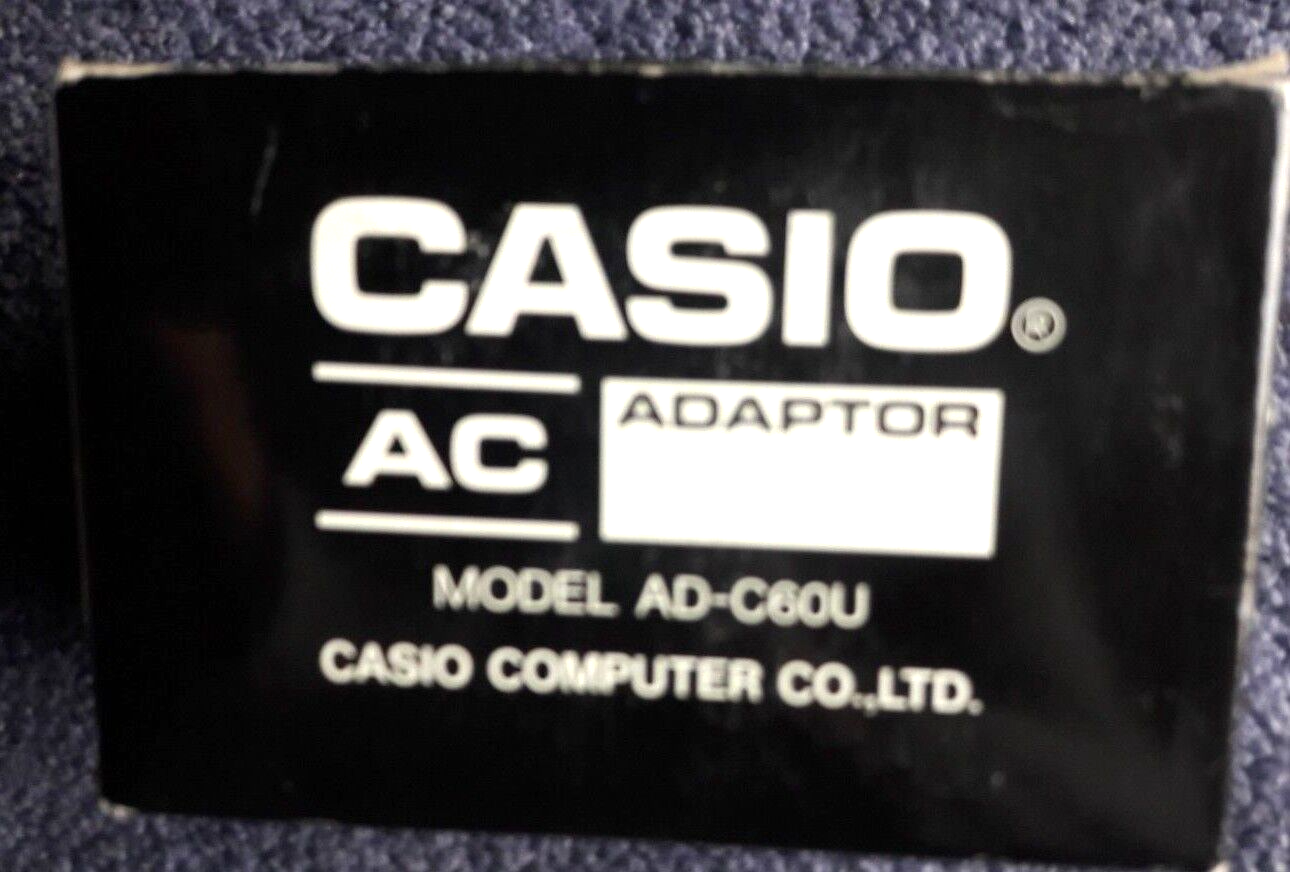 CASIO®
AC ADAPTOR
MODEL AD-C60U
CASIO COMPUTER CO.,LTD.